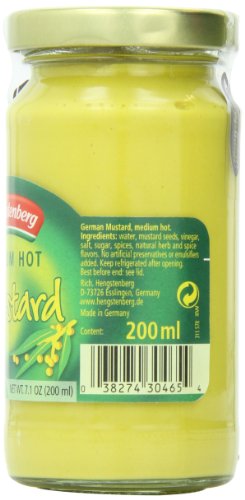 tenberg
M HOT
stard
NET WT. 7.1 OZ (200 ml)
German Mustard, medium hot.
Ingredients: water, mustard seeds, vinegar,
salt, sugar, spices, natural herb and spice
flavors. No artificial preservatives or emulsifiers
added. Keep refrigerated after opening.
Best before end: see lid.
Rich. Hengstenberg
D-73726 Esslingen, Germany
www.hengstenberg.com
Made in Germany
Content:
200 ml
0 38274 30465 4